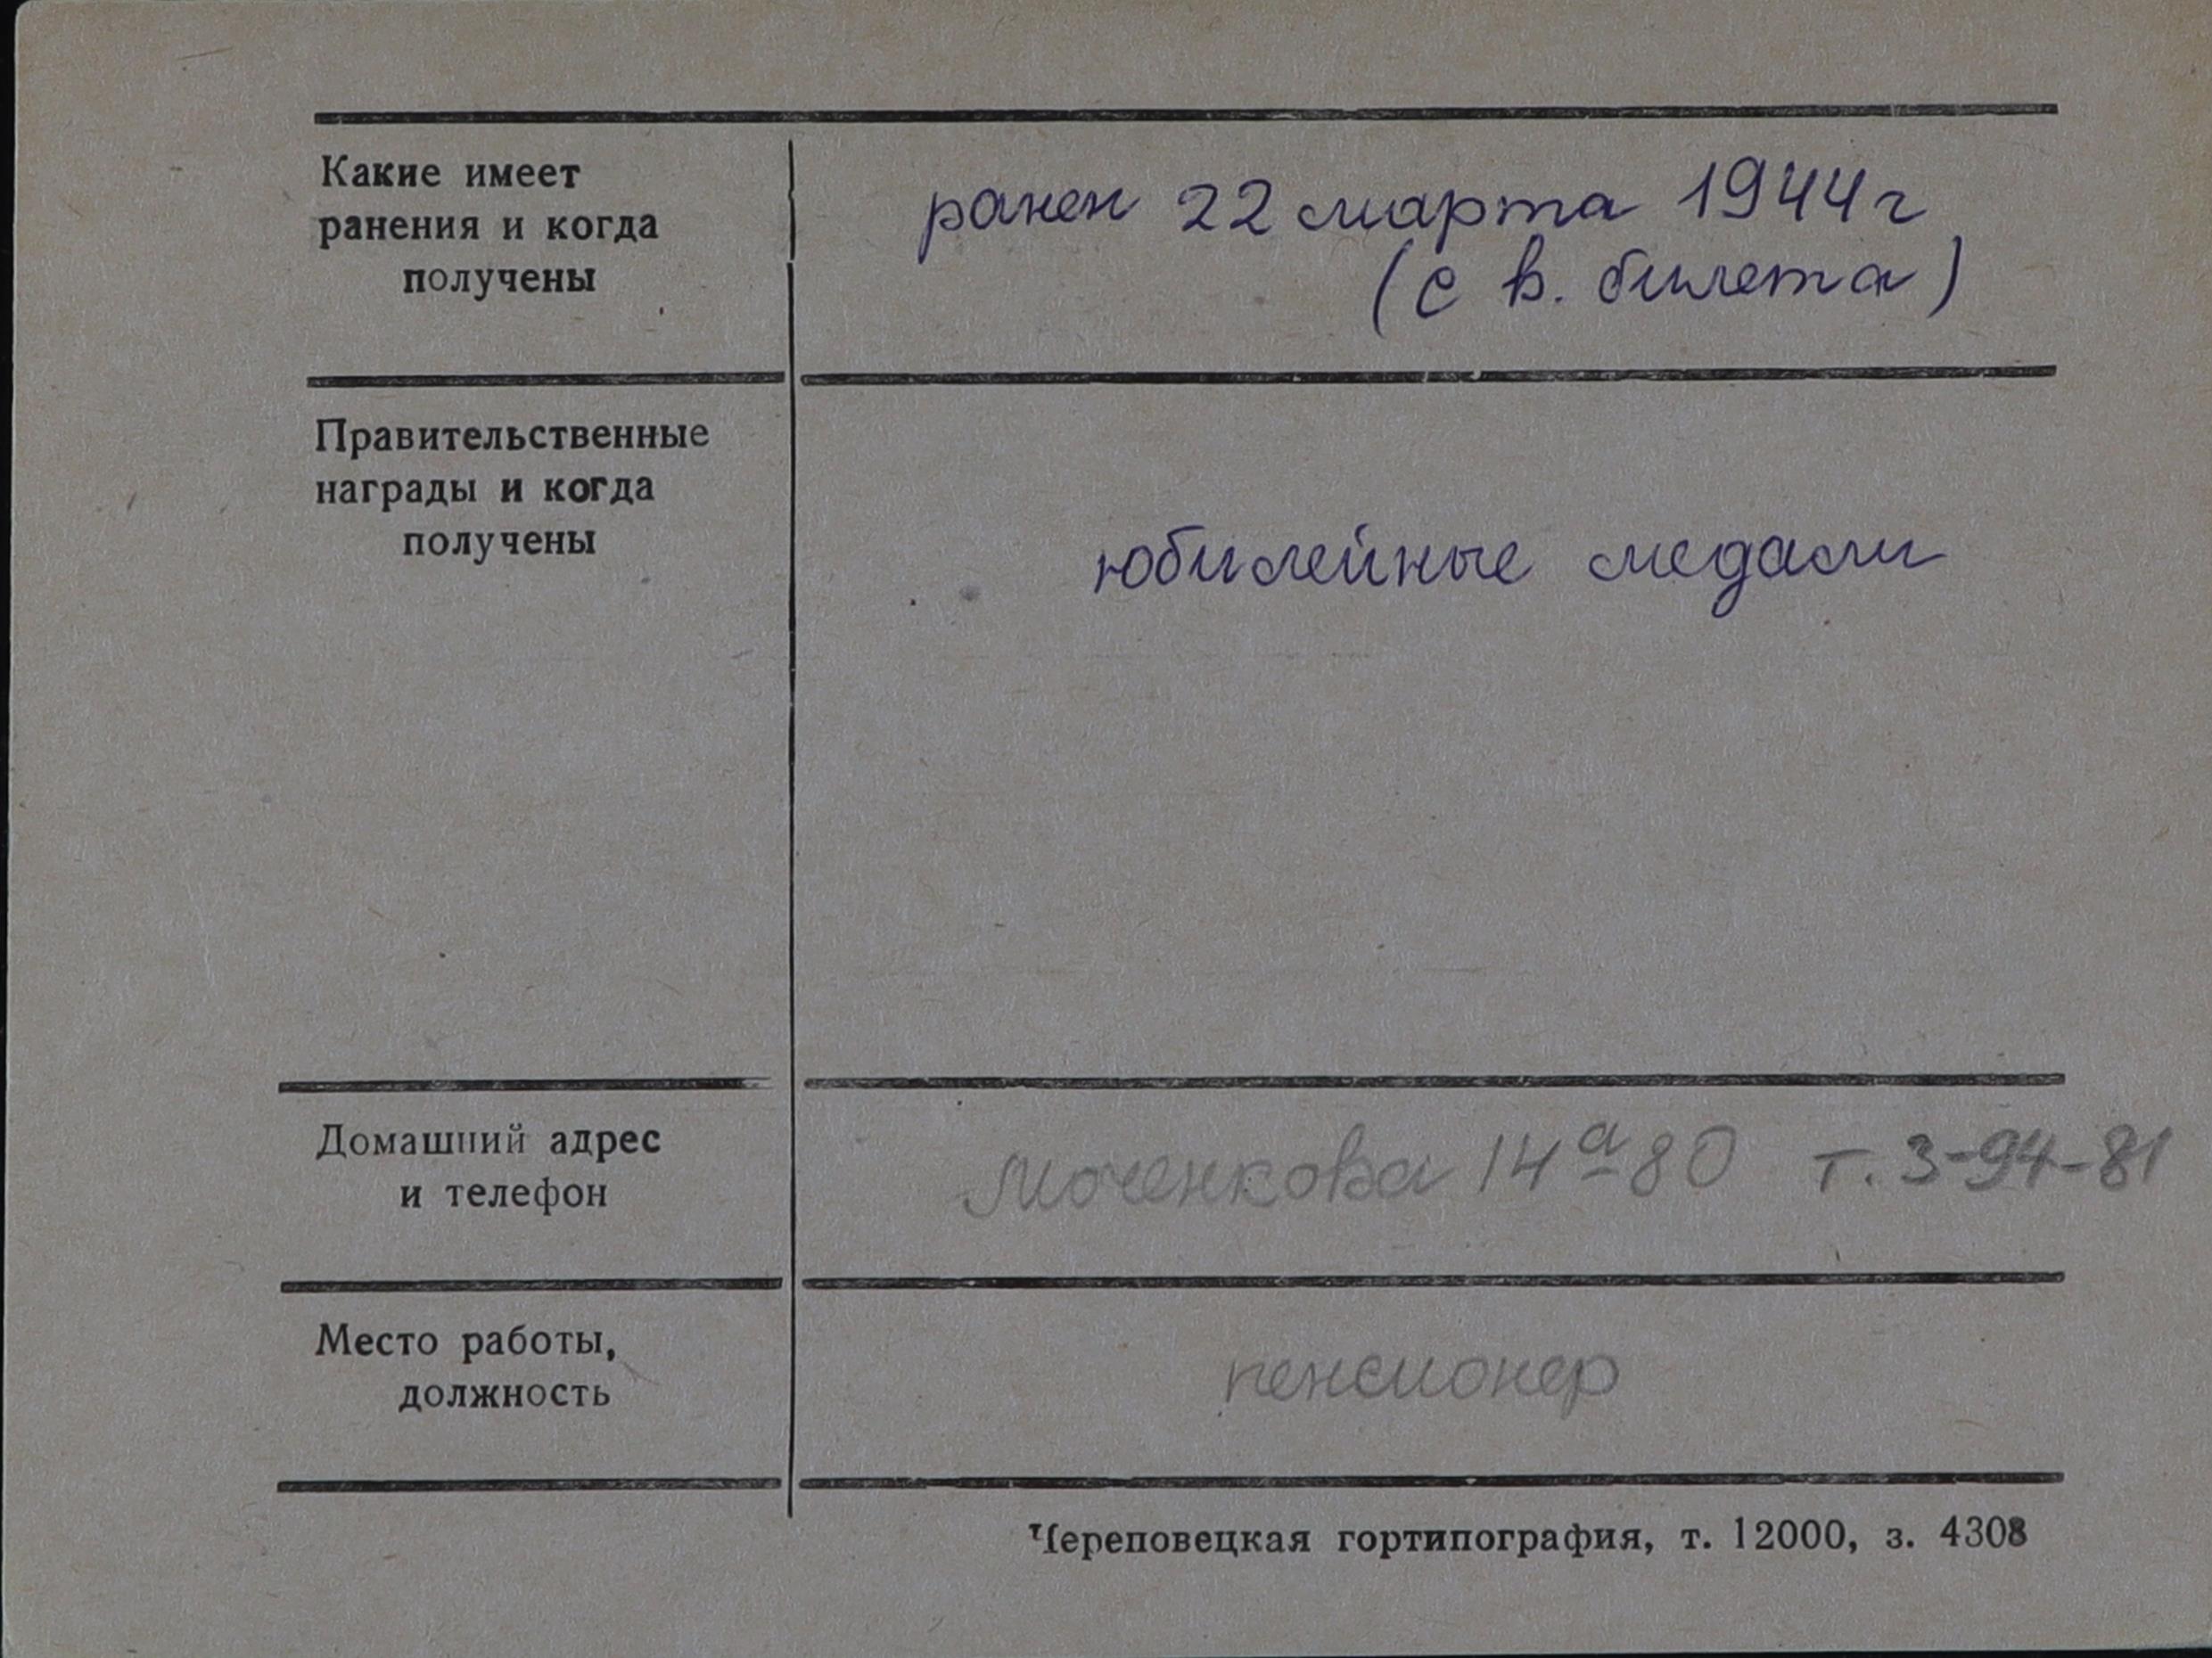 Какие имеет
ранения и когда
получены
ранен 22 марта 1944 г
(с в. билета)
Правительственные
награды и когда
получены
юбилейные медали
Домашний адрес
и телефон
Моченкова 14а-80 т. 3-94-81
Место работы,
должность
пенсионер
Череповецкая гортипография, т. 12000, з. 4308